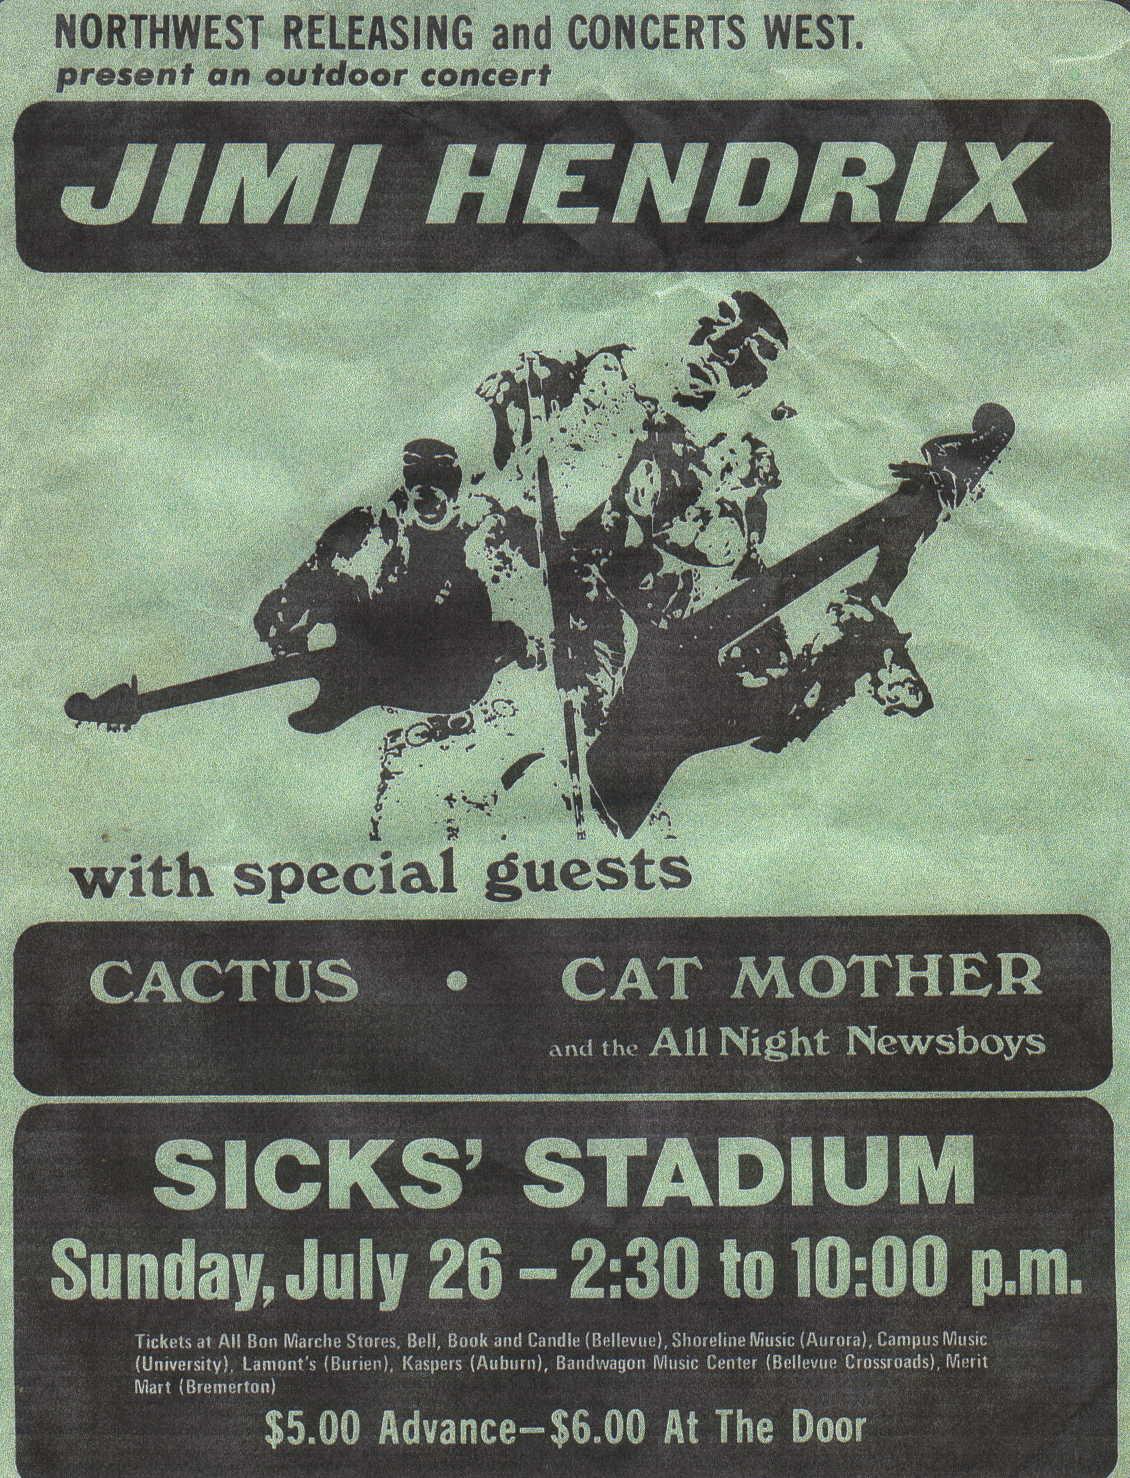 NORTHWEST RELEASING and CONCERTS WEST.
present an outdoor concert
JIMI HENDRIX
with special guests
CACTUS • CAT MOTHER
and the All Night Newsboys
SICKS' STADIUM
Sunday, July 26 – 2:30 to 10:00 p.m.
Tickets at All Bon Marche Stores, Bell, Book and Candle (Bellevue), Shoreline Music (Aurora), Campus Music
(University), Lamont's (Burien), Kaspers (Auburn), Bandwagon Music Center (Bellevue Crossroads), Merit
Mart (Bremerton)
$5.00 Advance–$6.00 At The Door